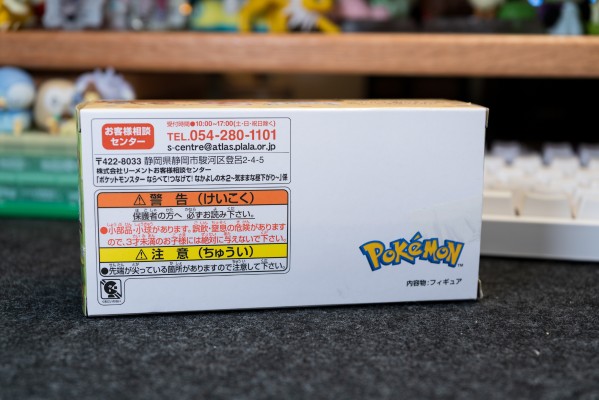 お客様相談
センター
受付時間●10:00~17:00(土・日・祝日除く)
TEL.054-280-1101
s-centre@atlas.plala.or.jp
〒422-8033 静岡県静岡市駿河区登呂2-4-5
株式会社リーメントお客様相談センター
「ポケットモンスター ならべて!つなげて!なかよしの木2~気ままな昼下がり~」係
⚠警告(けいこく)
保護者の方へ 必ずお読み下さい。
●小部品・小球があります。誤飲・窒息の危険があります
ので、3才未満のお子様には絶対に与えないで下さい。
⚠注意(ちゅうい)
●先端が尖っている箇所がありますので注意して下さい。
Pokémon
TM
内容物:フィギュア